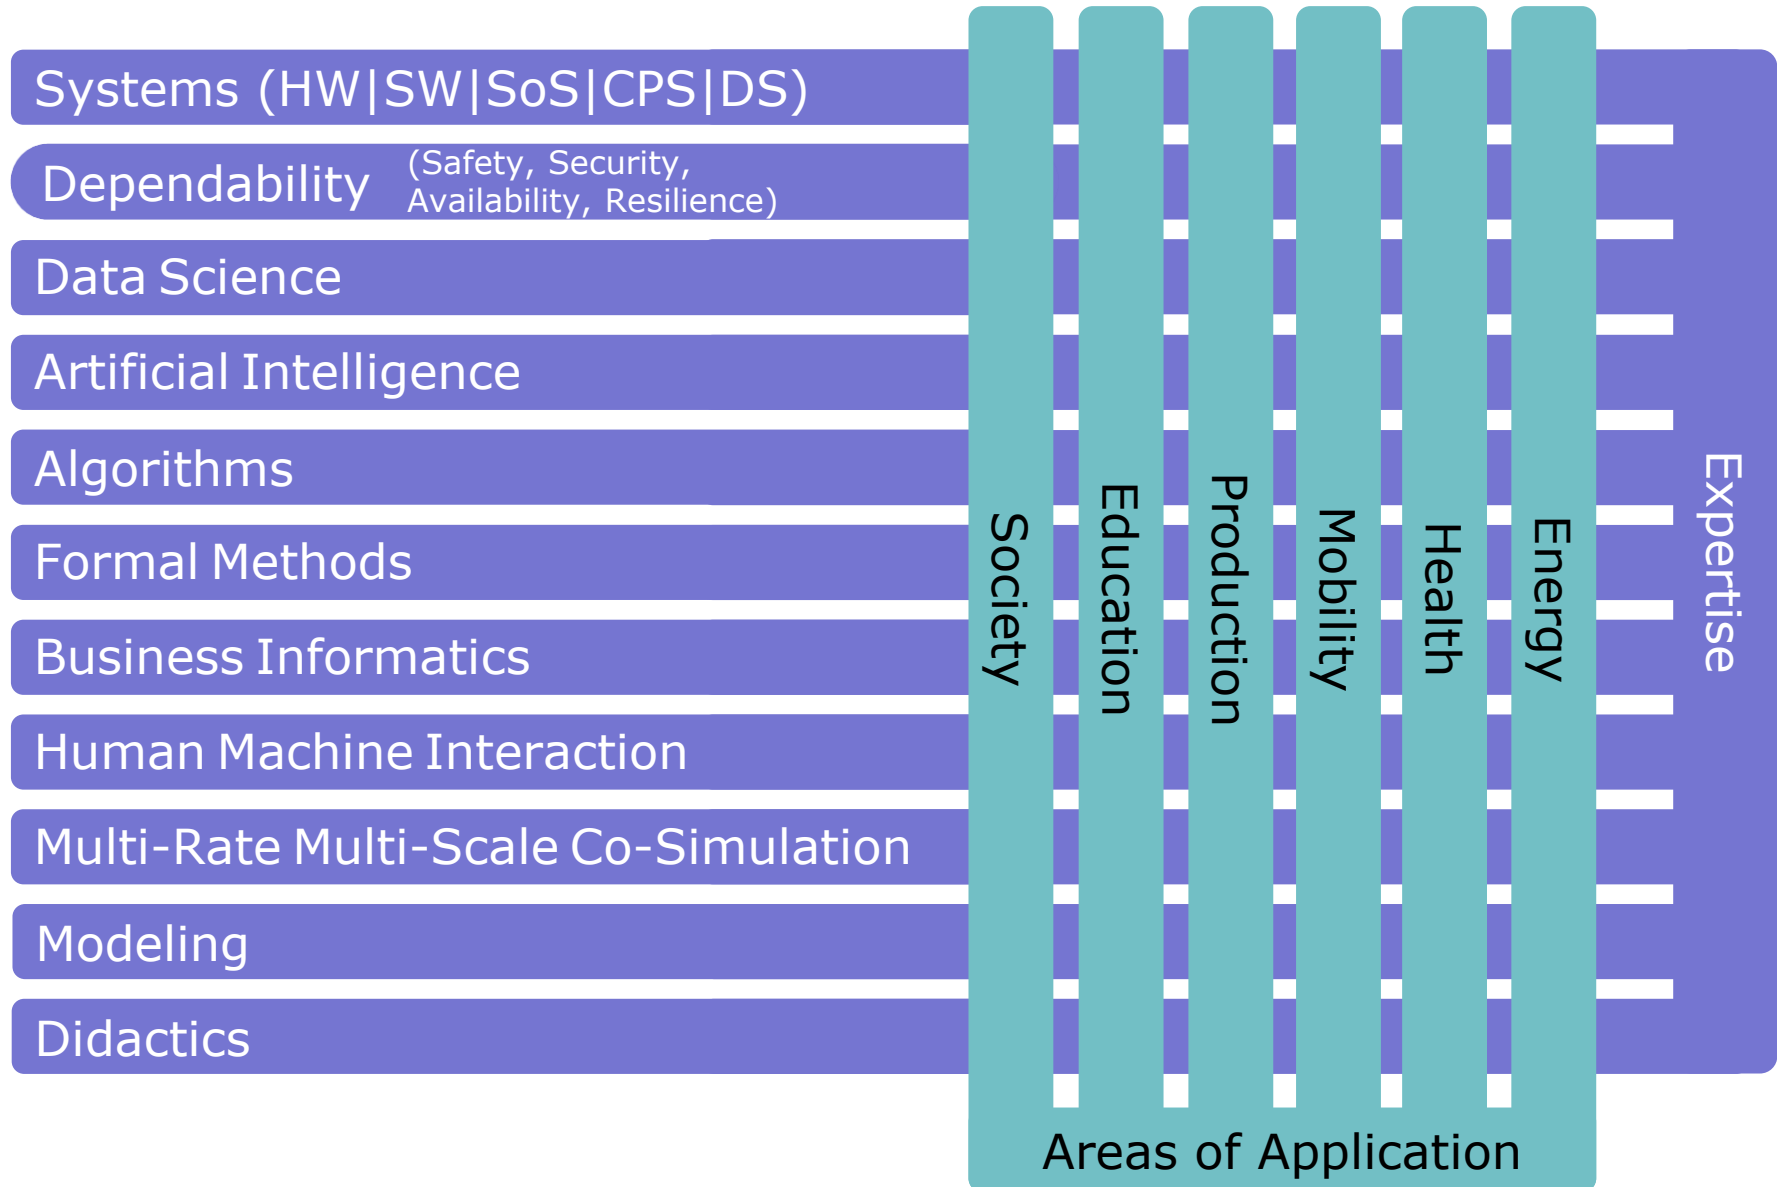 Systems (HW|SW|SoS|CPS|DS)
Dependability
(Safety, Security,
Availability, Resilience)
Data Science
Artificial Intelligence
Algorithms
Formal Methods
Business Informatics
Human Machine Interaction
Multi-Rate Multi-Scale Co-Simulation
Modeling
Didactics
Society
Education
Production
Mobility
Health
Energy
Expertise
Areas of Application